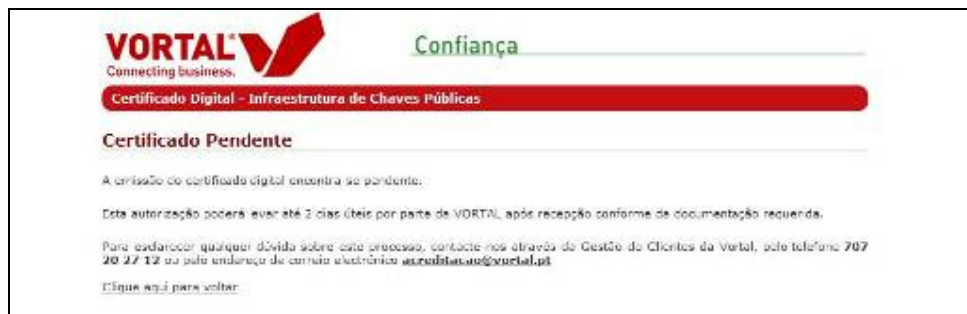 VORTAL
Connecting business.
Confiança
Certificado Digital - Infraestrutura de Chaves Públicas
Certificado Pendente
A emissão do certificado digital encontra-se pendente.
Esta autorização poderá levar até 2 dias úteis por parte da VORTAL após recepção conforme da documentação requerida.
Para esclarecer qualquer dúvida sobre este processo, contacte-nos através da Gestão de Clientes da Vortal, pelo telefone 707
20 27 12 ou pelo endereço de correio electrónico acreditacao@vortal.pt
Clique aqui para voltar